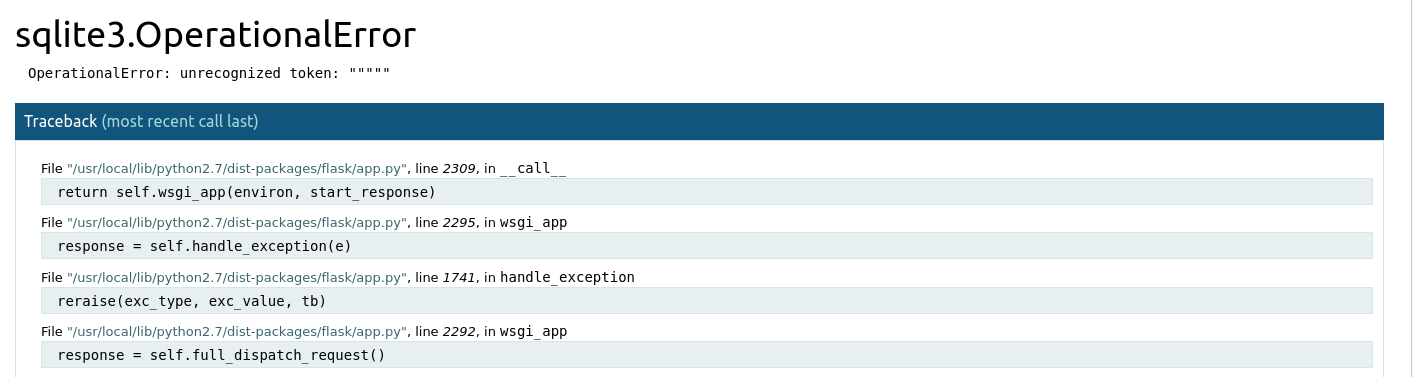 sqlite3.OperationalError
OperationalError: unrecognized token: """""
Traceback (most recent call last)
File "/usr/local/lib/python2.7/dist-packages/flask/app.py", line 2309, in __call__
return self.wsgi_app(environ, start_response)
File "/usr/local/lib/python2.7/dist-packages/flask/app.py", line 2295, in wsgi_app
response = self.handle_exception(e)
File "/usr/local/lib/python2.7/dist-packages/flask/app.py", line 1741, in handle_exception
reraise(exc_type, exc_value, tb)
File "/usr/local/lib/python2.7/dist-packages/flask/app.py", line 2292, in wsgi_app
response = self.full_dispatch_request()